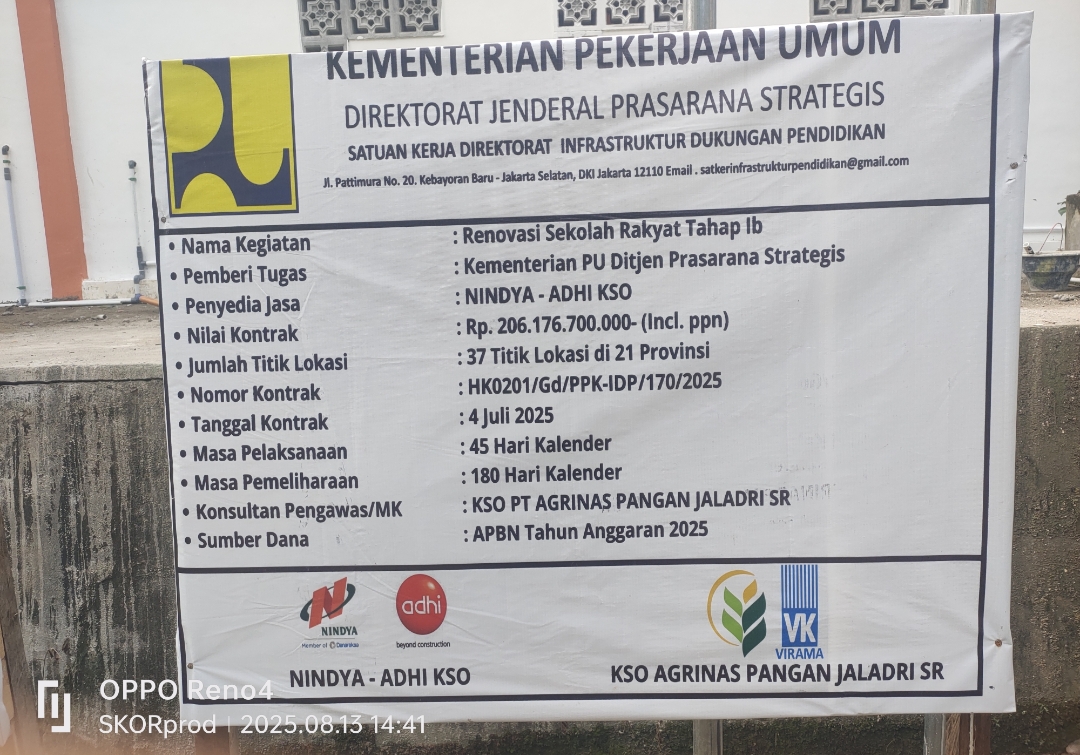 KEMENTERIAN PEKERJAAN UMUM
DIREKTORAT JENDERAL PRASARANA STRATEGIS
SATUAN KERJA DIREKTORAT INFRASTRUKTUR DUKUNGAN PENDIDIKAN
Jl. Pattimura No. 20. Kebayoran Baru - Jakarta Selatan, DKI Jakarta 12110 Email . satkerinfrastrukturpendidikan@gmail.com
• Nama Kegiatan : Renovasi Sekolah Rakyat Tahap Ib
• Pemberi Tugas : Kementerian PU Ditjen Prasarana Strategis
• Penyedia Jasa : NINDYA - ADHI KSO
• Nilai Kontrak : Rp. 206.176.700.000- (Incl. ppn)
• Jumlah Titik Lokasi : 37 Titik Lokasi di 21 Provinsi
• Nomor Kontrak : HK0201/Gd/PPK-IDP/170/2025
• Tanggal Kontrak : 4 Juli 2025
• Masa Pelaksanaan : 45 Hari Kalender
• Masa Pemeliharaan : 180 Hari Kalender
• Konsultan Pengawas/MK : KSO PT AGRINAS PANGAN JALADRI SR
• Sumber Dana : APBN Tahun Anggaran 2025
NINDYA
Member of Danareksa
adhi
beyond construction
VK
VIRAMA
NINDYA - ADHI KSO
KSO AGRINAS PANGAN JALADRI SR
OPPO Reno4
SKORprod | 2025.08.13 14:41